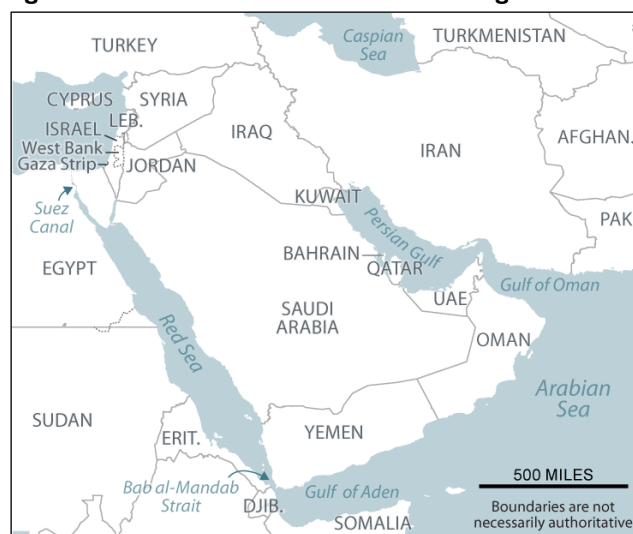 TURKEY
Caspian
Sea
TURKMENISTAN
CYPRUS
SYRIA
LEB.
ISRAEL
West Bank
Gaza Strip
JORDAN
IRAQ
IRAN
AFGHAN.
PAK
KUWAIT
Suez
Canal
Persian Gulf
BAHRAIN
QATAR
EGYPT
Gulf of Oman
UAE
SAUDI
ARABIA
OMAN
Red Sea
Arabian
Sea
SUDAN
ERIT.
YEMEN
Bab al-Mandab
Strait
Gulf of Aden
DJIB.
SOMALIA
500 MILES
Boundaries are not
necessarily authoritative